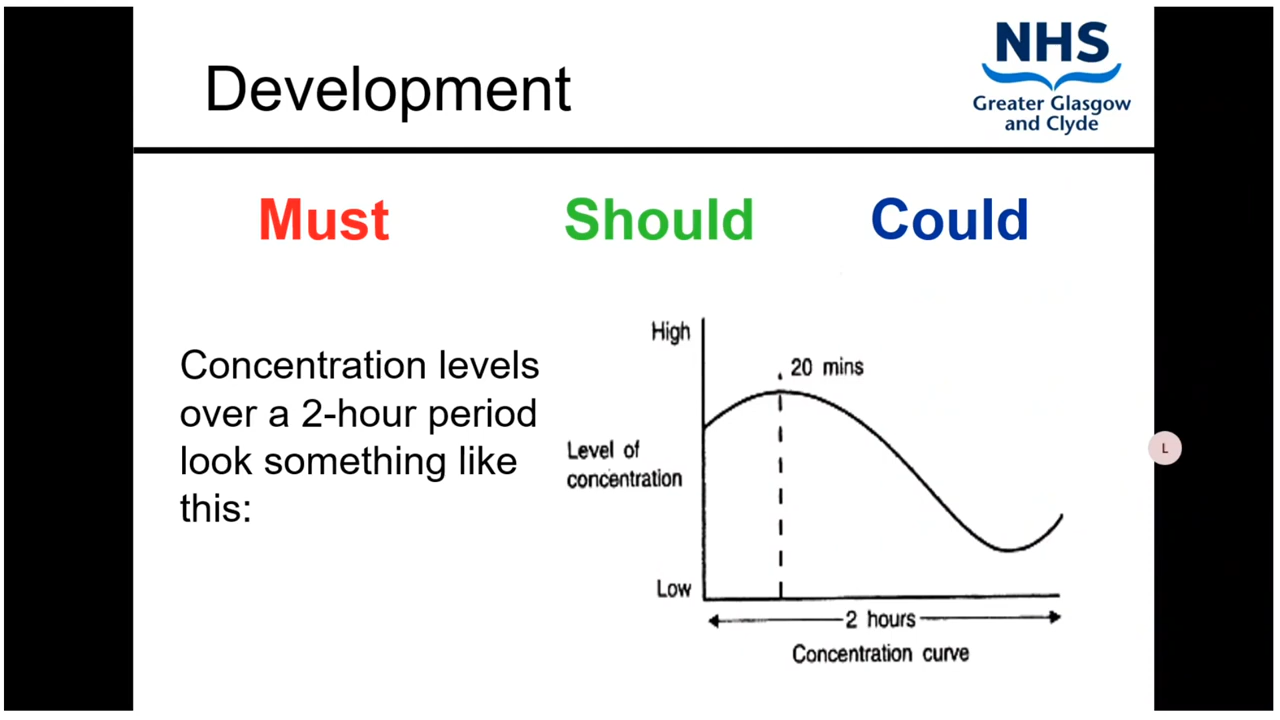 Development
NHS
Greater Glasgow
and Clyde
Must Should Could
Concentration levels
over a 2-hour period
look something like
this:
High
20 mins
Level of
concentration
Low
2 hours
Concentration curve
L